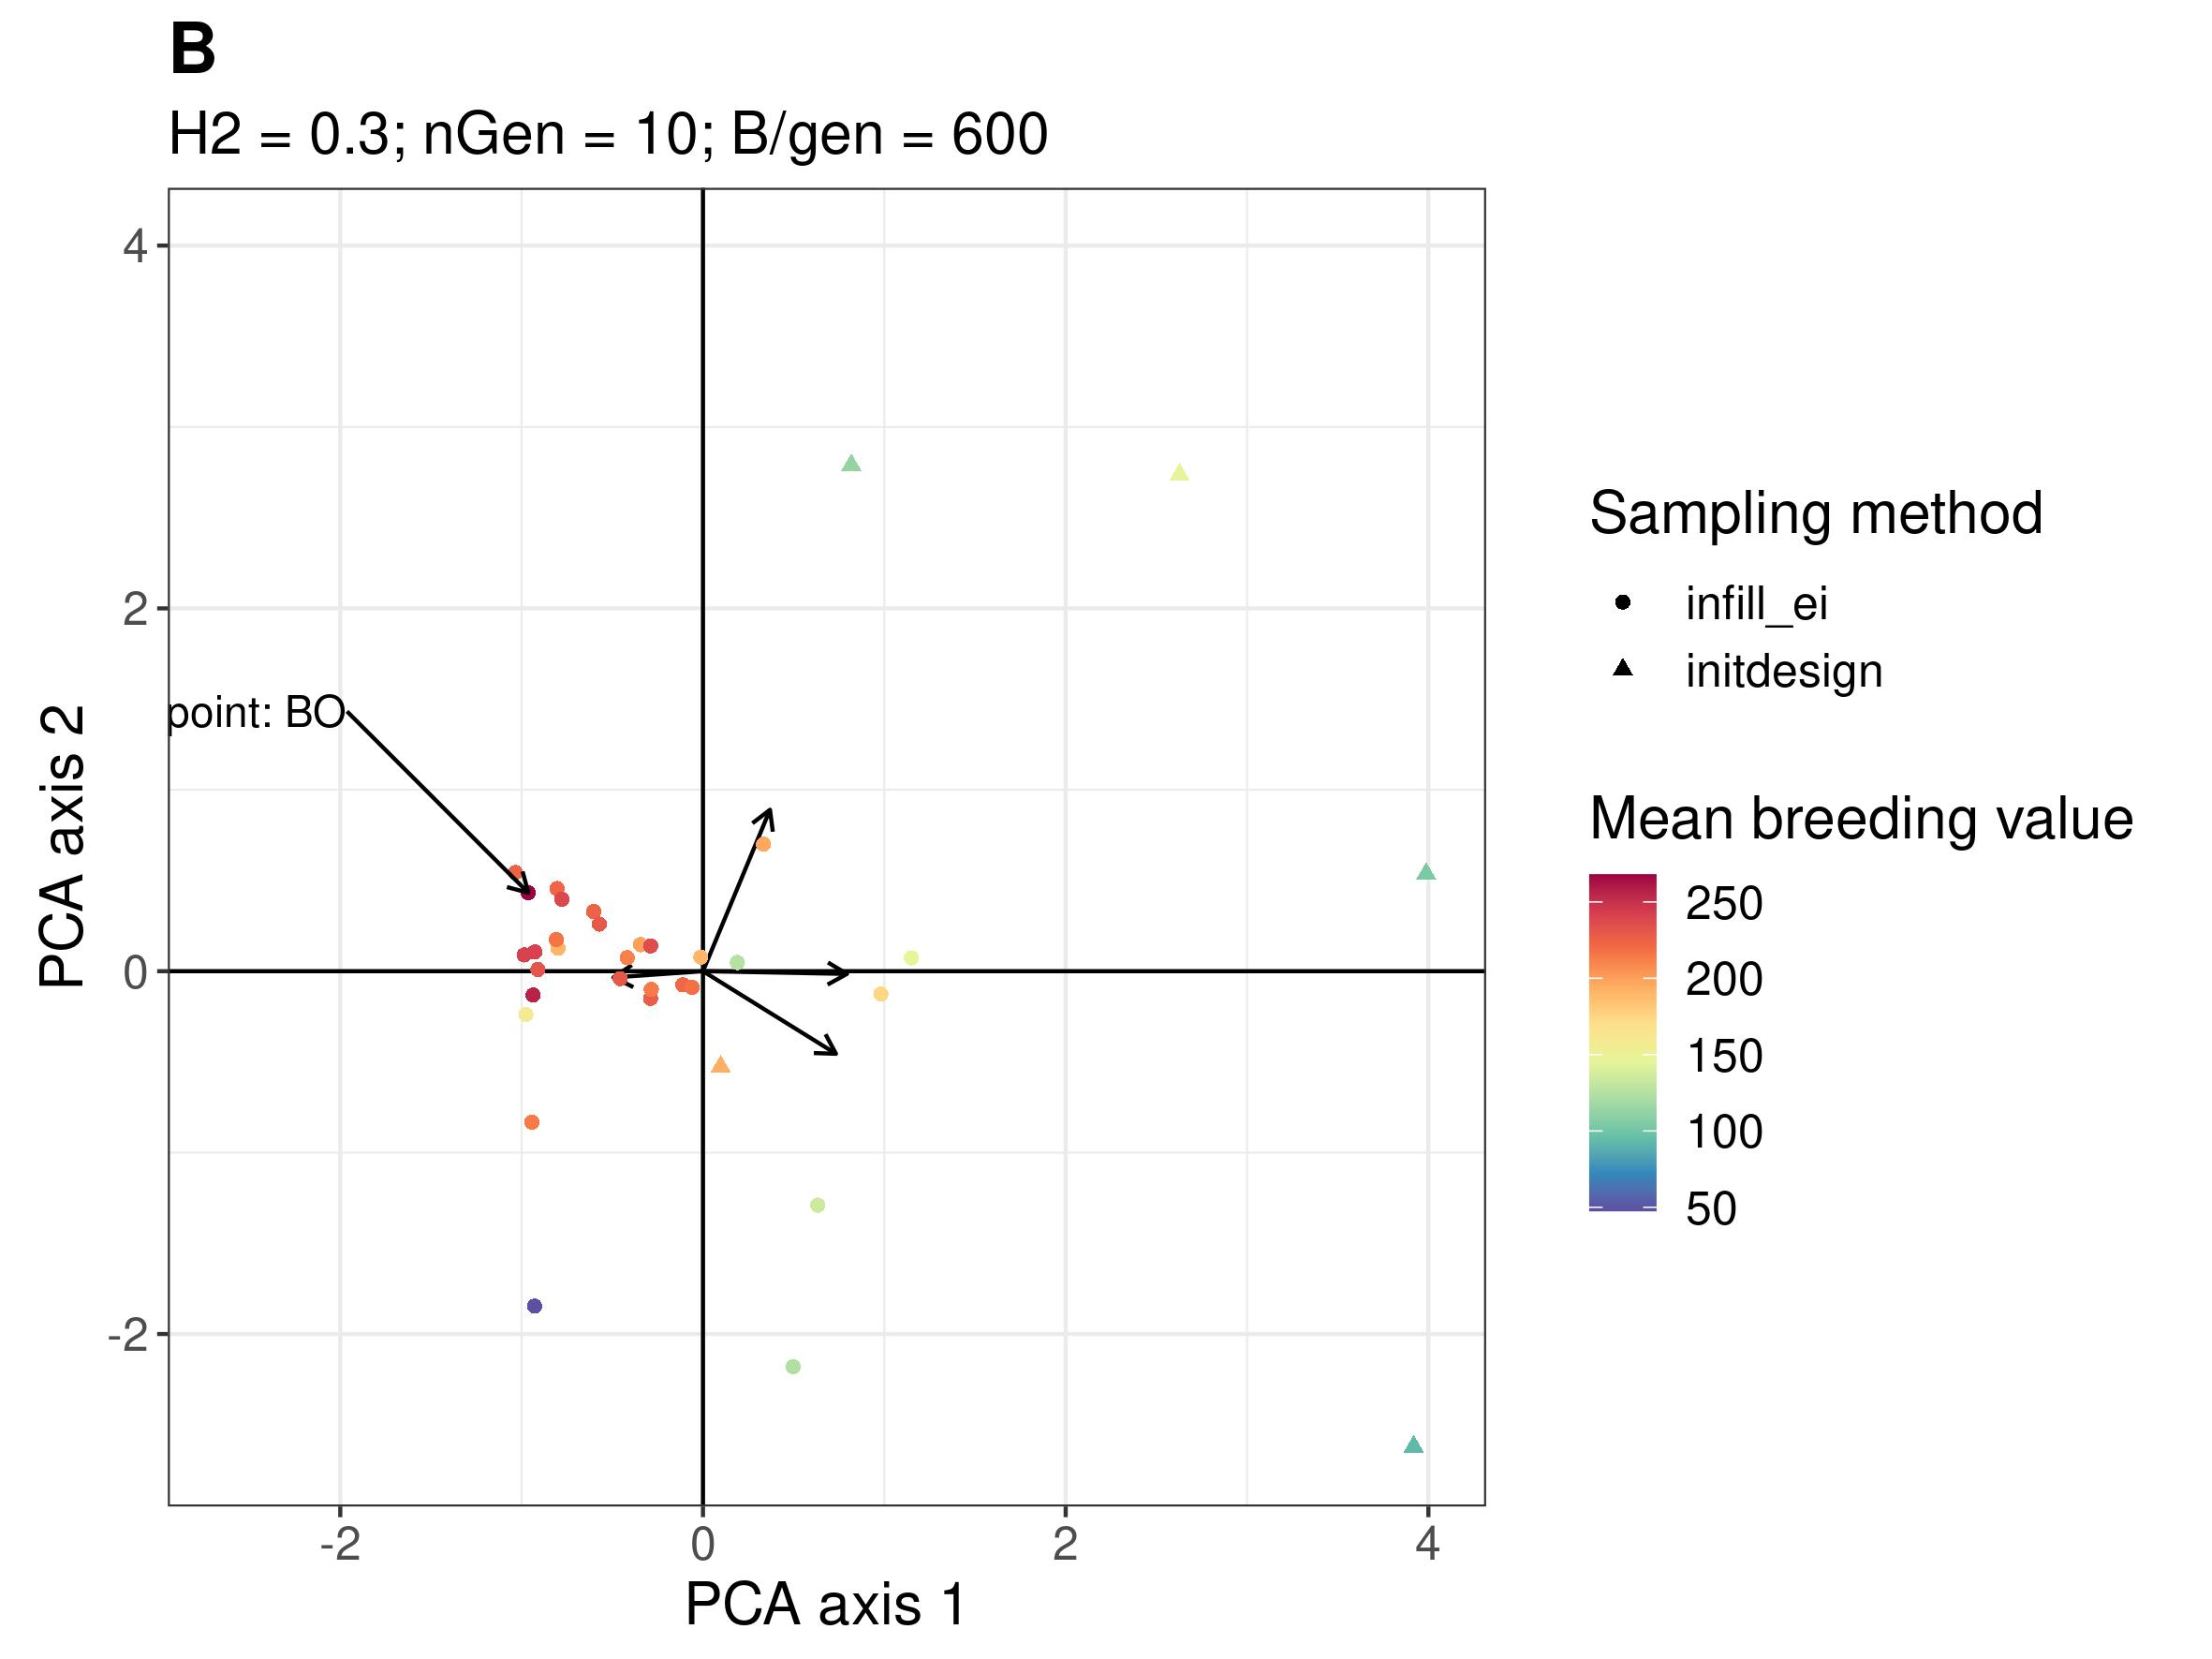 B
H2 = 0.3; nGen = 10; B/gen = 600
4
2
0
-2
point: BO
-2
0
2
4
PCA axis 1
PCA axis 2
Sampling method
infill_ei
initdesign
Mean breeding value
250
200
150
100
50